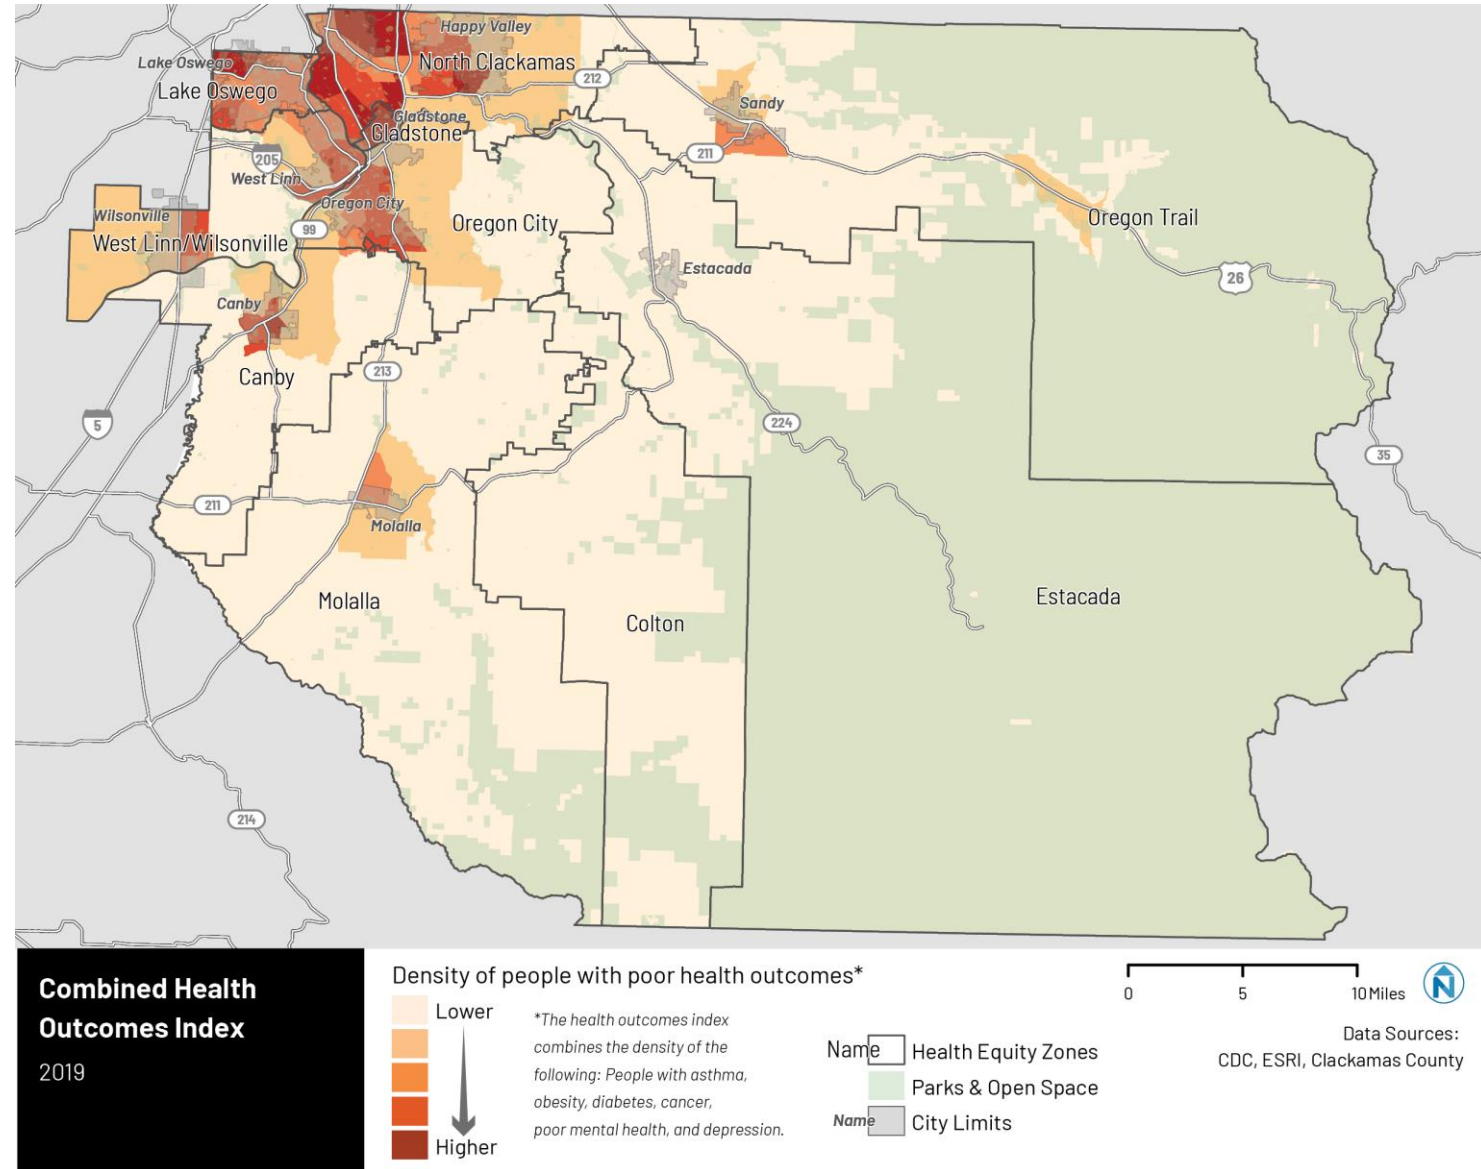 Happy Valley
North Clackamas
Lake Oswego
Lake Oswego
212
Sandy
Gladstone
Gladstone
211
205
West Linn
Oregon City
Wilsonville
West Linn/Wilsonville
99
Oregon City
Oregon Trail
Estacada
26
Canby
Canby
213
5
224
35
211
Molalla
Molalla
Colton
Estacada
214
Combined Health
Outcomes Index
2019
Density of people with poor health outcomes*
Lower
Higher
*The health outcomes index
combines the density of the
following: People with asthma,
obesity, diabetes, cancer,
poor mental health, and depression.
Name Health Equity Zones
Parks & Open Space
Name City Limits
0 5 10 Miles
N
Data Sources:
CDC, ESRI, Clackamas County